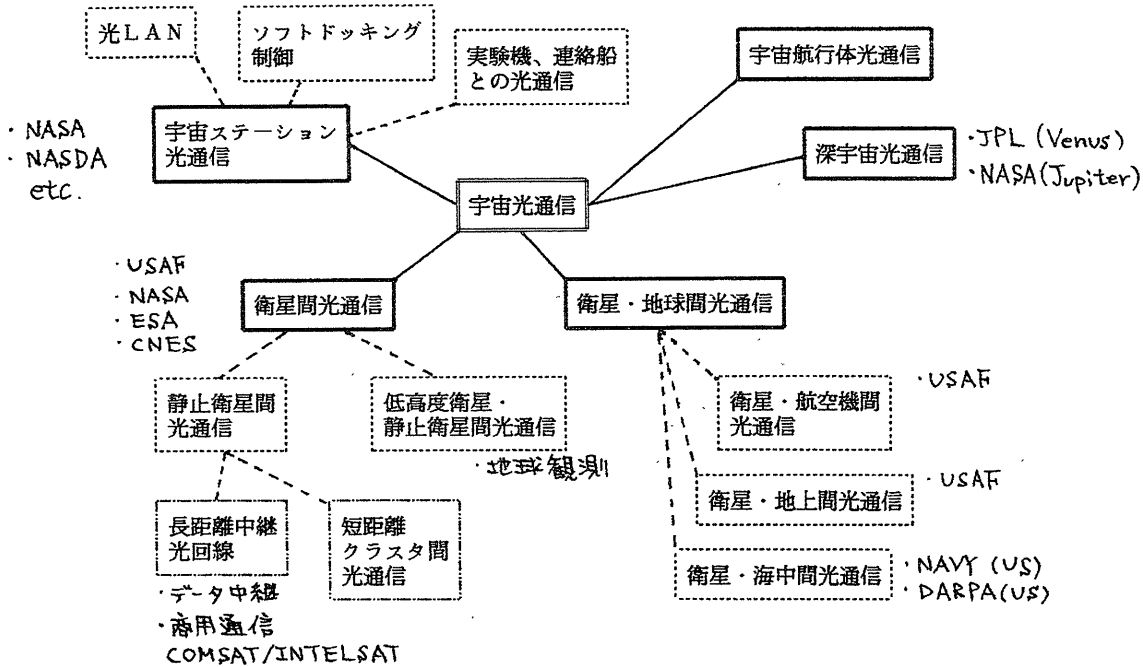 光LAN
ソフトドッキング
制御
実験機、連絡船
との光通信
宇宙航行体光通信
・NASA
・NASDA
etc.
宇宙ステーション
光通信
深宇宙光通信
・JPL (Venus)
・NASA(Jupiter)
宇宙光通信
・USAF
・NASA
・ESA
・CNES
衛星間光通信
衛星・地球間光通信
静止衛星間
光通信
低高度衛星・
静止衛星間光通信
・地球観測
衛星・航空機間
光通信
・USAF
衛星・地上間光通信
・USAF
長距離中継
光回線
・データ中継
・商用通信
COMSAT/INTELSAT
短距離
クラスタ間
光通信
衛星・海中間光通信
・NAVY (US)
・DARPA(US)